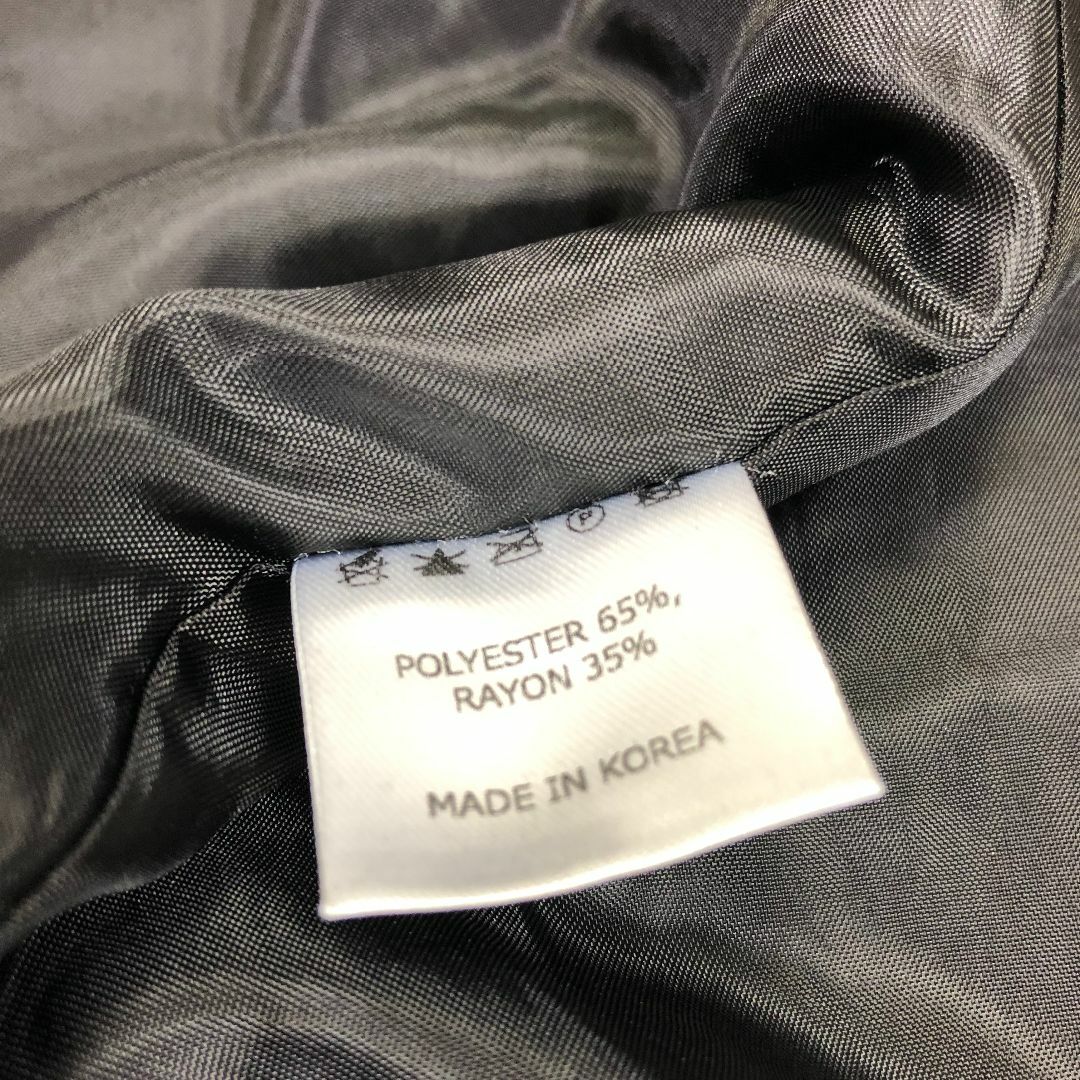 P
POLYESTER 65%,
RAYON 35%
MADE IN KOREA